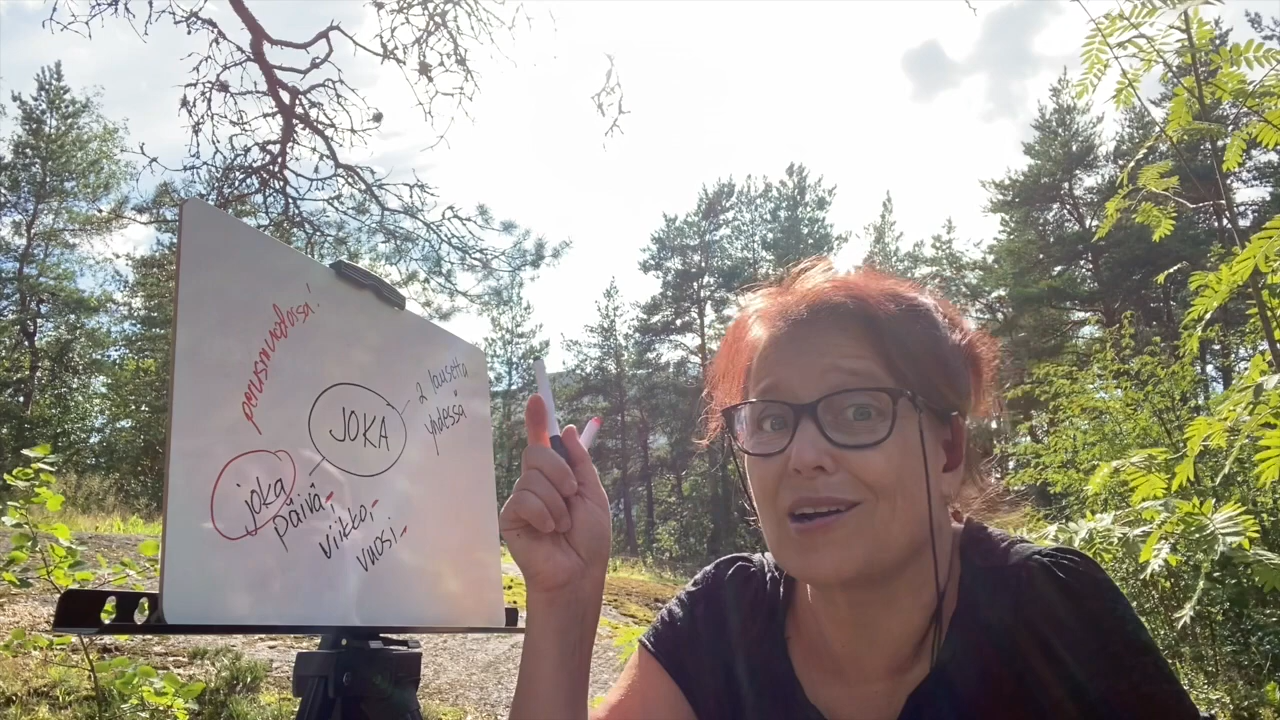 perusmuodossa!
JOKA
2 lausetta
yhdessä
joka
päivä,
viikko,
vuosi..